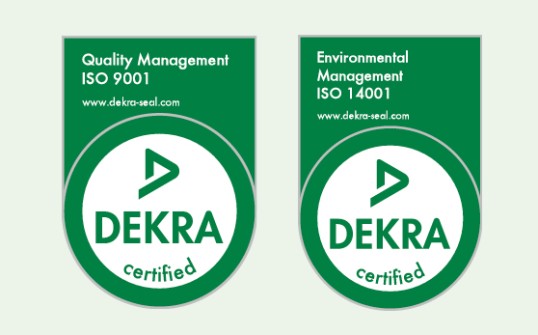 Quality Management
ISO 9001
www.dekra-seal.com
DEKRA
certified
Environmental
Management
ISO 14001
www.dekra-seal.com
DEKRA
certified